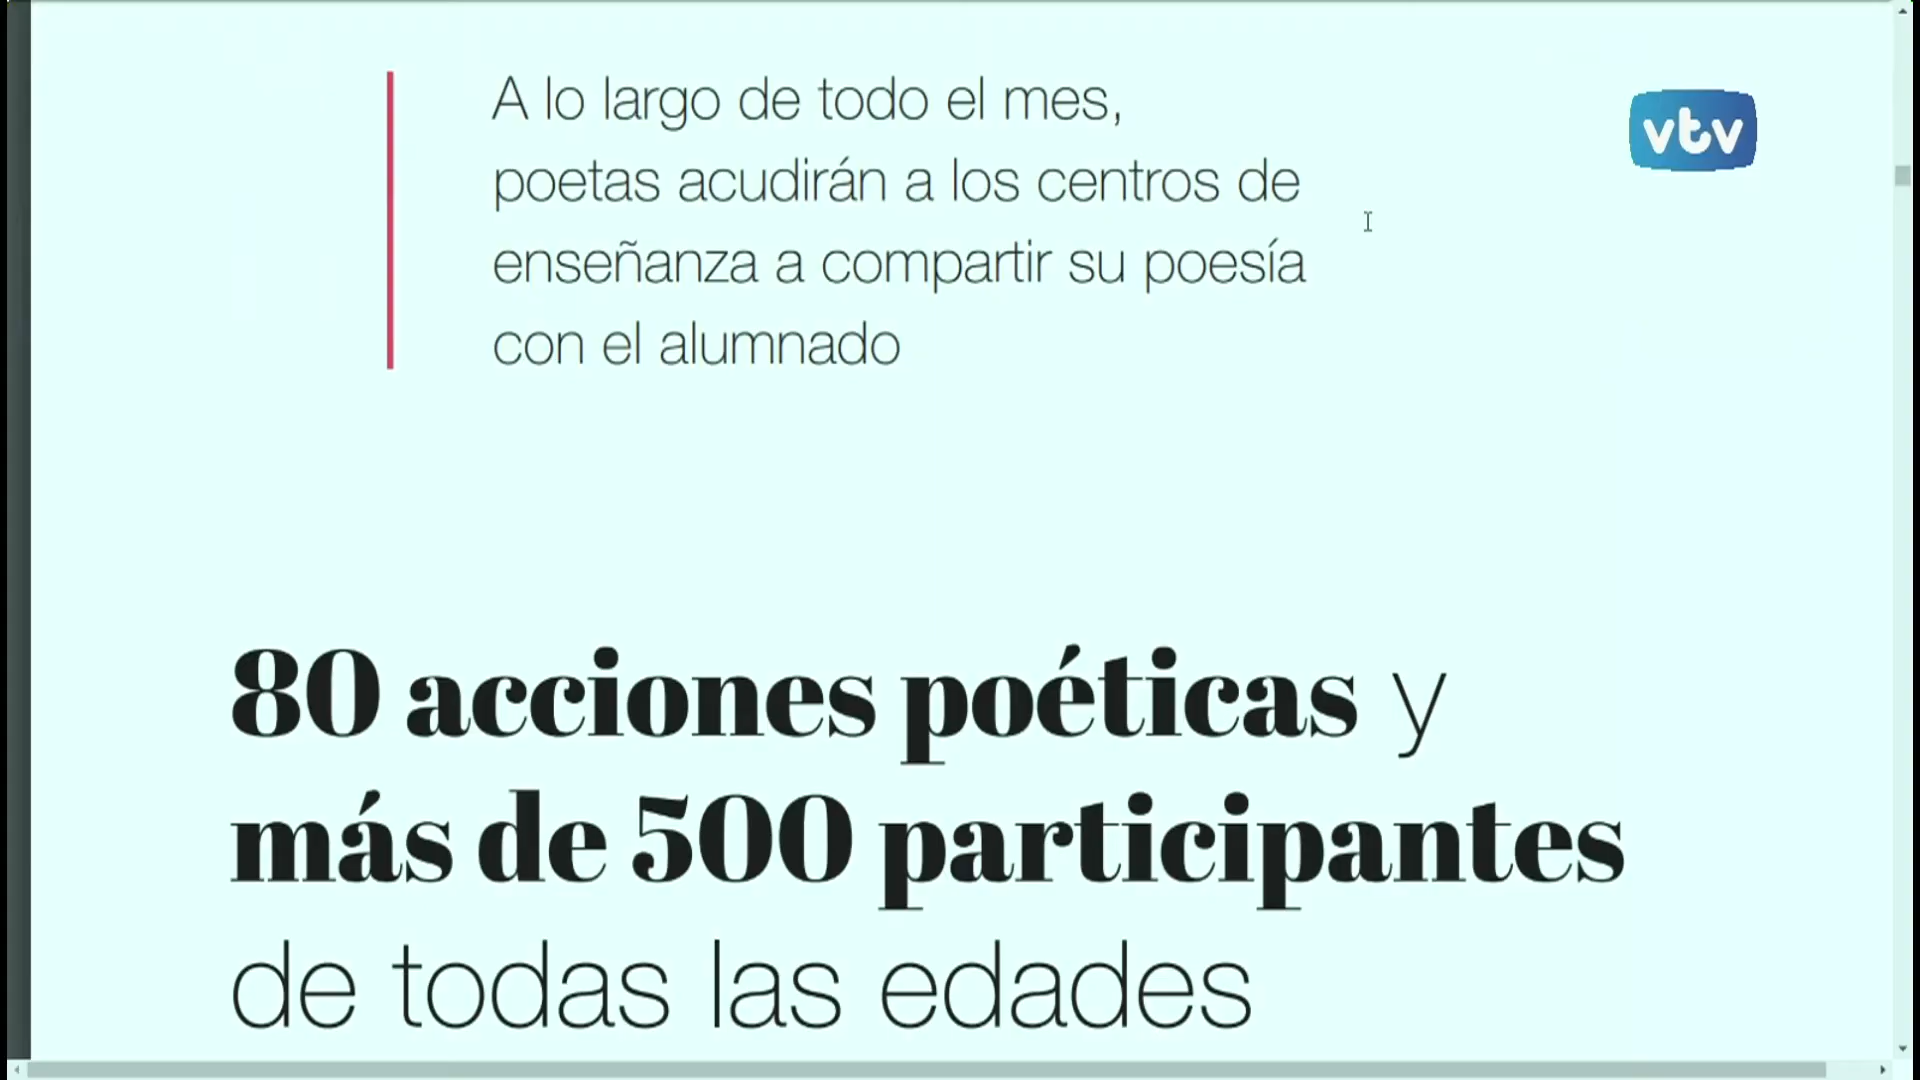 A lo largo de todo el mes,
poetas acudirán a los centros de
enseñanza a compartir su poesía
con el alumnado
vtv
80 acciones poéticas y
más de 500 participantes
de todas las edades